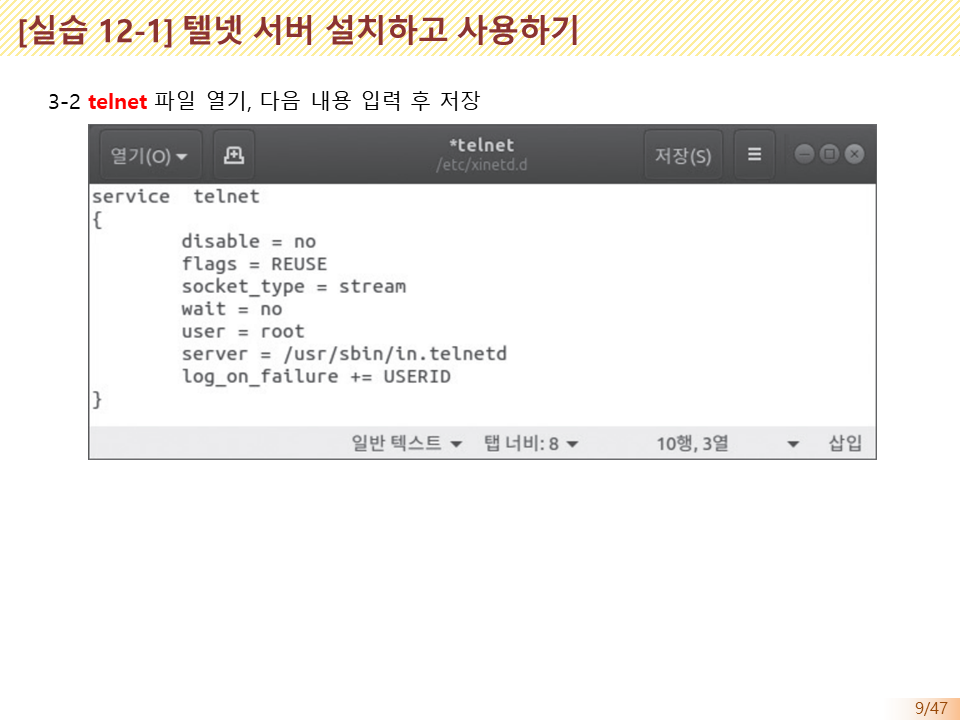 [실습 12-1] 텔넷 서버 설치하고 사용하기
3-2 telnet 파일 열기, 다음 내용 입력 후 저장
열기(O)
*telnet
/etc/xinetd.d
저장(S)
service  telnet
{
        disable = no
        flags = REUSE
        socket_type = stream
        wait = no
        user = root
        server = /usr/sbin/in.telnetd
        log_on_failure += USERID
}
일반 텍스트 탭 너비: 8 10행, 3열 삽입
9/47